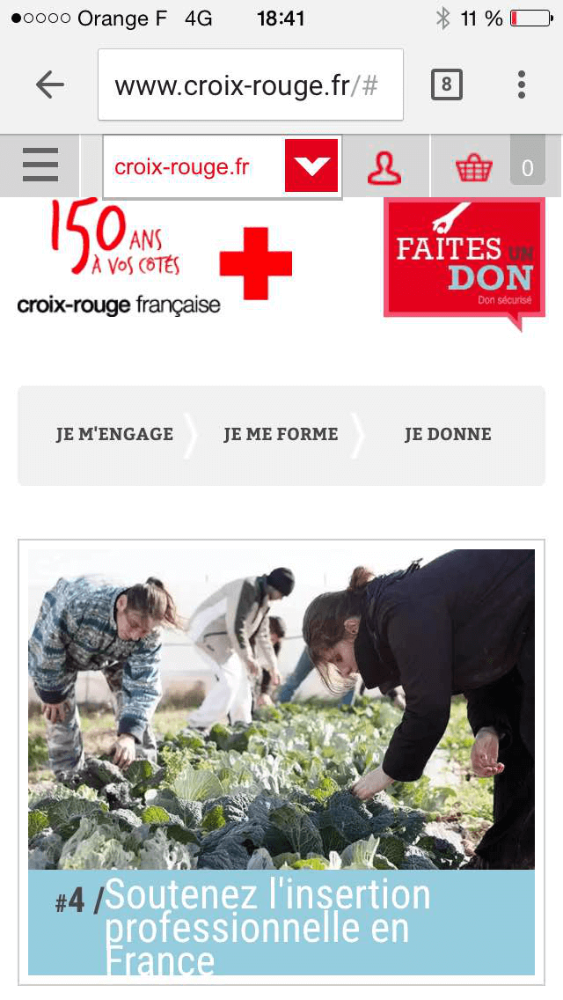 ●○○○○ Orange F 4G 18:41 11 %
www.croix-rouge.fr/# 8
croix-rouge.fr 0
150 ANS
À VOS CÔTÉS
croix-rouge française
FAITES UN
DON
Don sécurisé
JE M'ENGAGE JE ME FORME JE DONNE
#4 / Soutenez l'insertion
professionnelle en
France